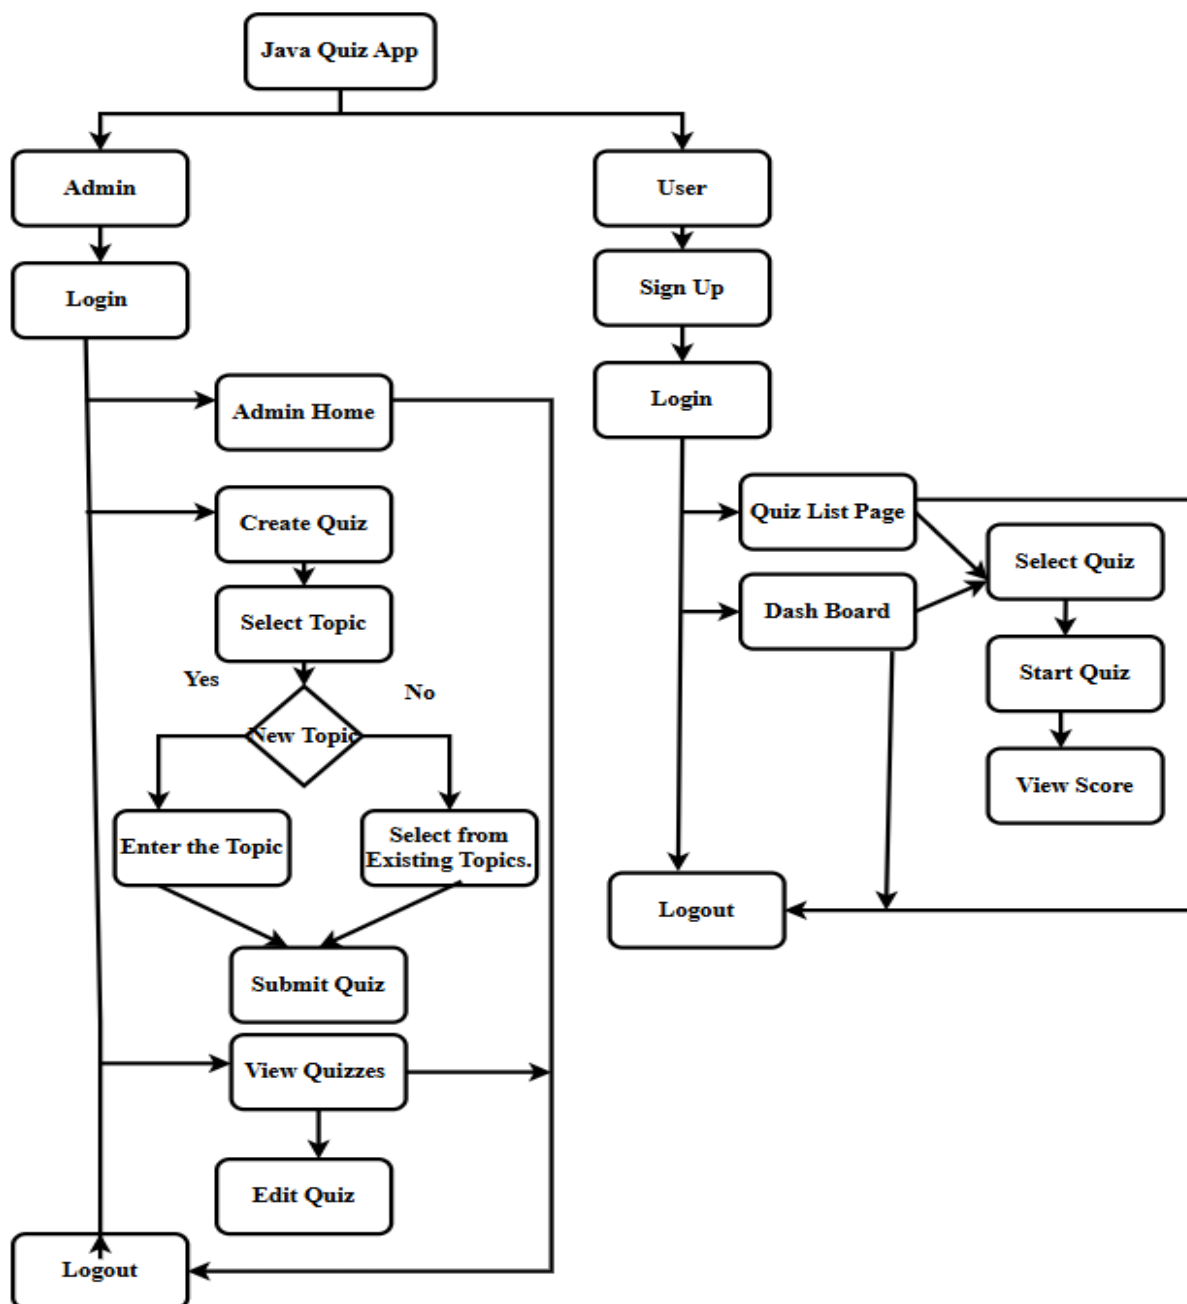 Java Quiz App
Admin
User
Login
Sign Up
Login
Admin Home
Create Quiz
Select Topic
Yes
No
New Topic
Enter the Topic
Select from
Existing Topics.
Submit Quiz
View Quizzes
Edit Quiz
Logout
Quiz List Page
Dash Board
Select Quiz
Start Quiz
View Score
Logout